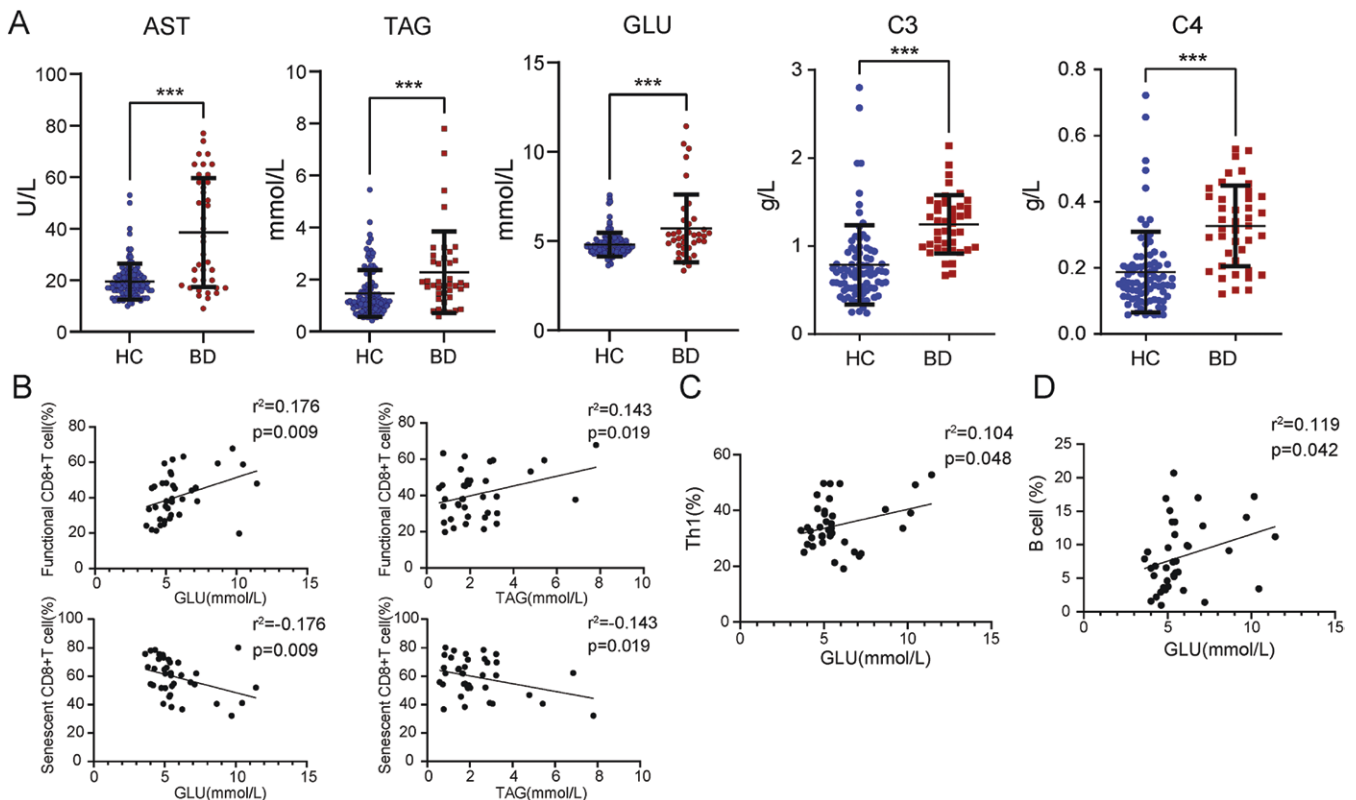 A
AST
TAG
GLU
C3
C4
***
***
***
***
***
U/L
100
80
60
40
20
0
HC
BD
mmol/L
10
8
6
4
2
0
HC
BD
mmol/L
15
10
5
0
HC
BD
g/L
3
2
1
0
HC
BD
g/L
0.8
0.6
0.4
0.2
0.0
HC
BD
B
r²=0.176
p=0.009
Functional CD8+T cell(%)
80
60
40
20
0
0
5
10
15
GLU(mmol/L)
r²=0.143
p=0.019
Functional CD8+T cell(%)
80
60
40
20
0
0
2
4
6
8
10
TAG(mmol/L)
r²=-0.176
p=0.009
Senescent CD8+T cell(%)
100
80
60
40
20
0
0
5
10
15
GLU(mmol/L)
r²=-0.143
p=0.019
Senescent CD8+T cell(%)
100
80
60
40
20
0
0
2
4
6
8
10
TAG(mmol/L)
C
r²=0.104
p=0.048
Th1(%)
60
40
20
0
0
5
10
15
GLU(mmol/L)
D
r²=0.119
p=0.042
B cell (%)
25
20
15
10
5
0
0
5
10
15
GLU(mmol/L)